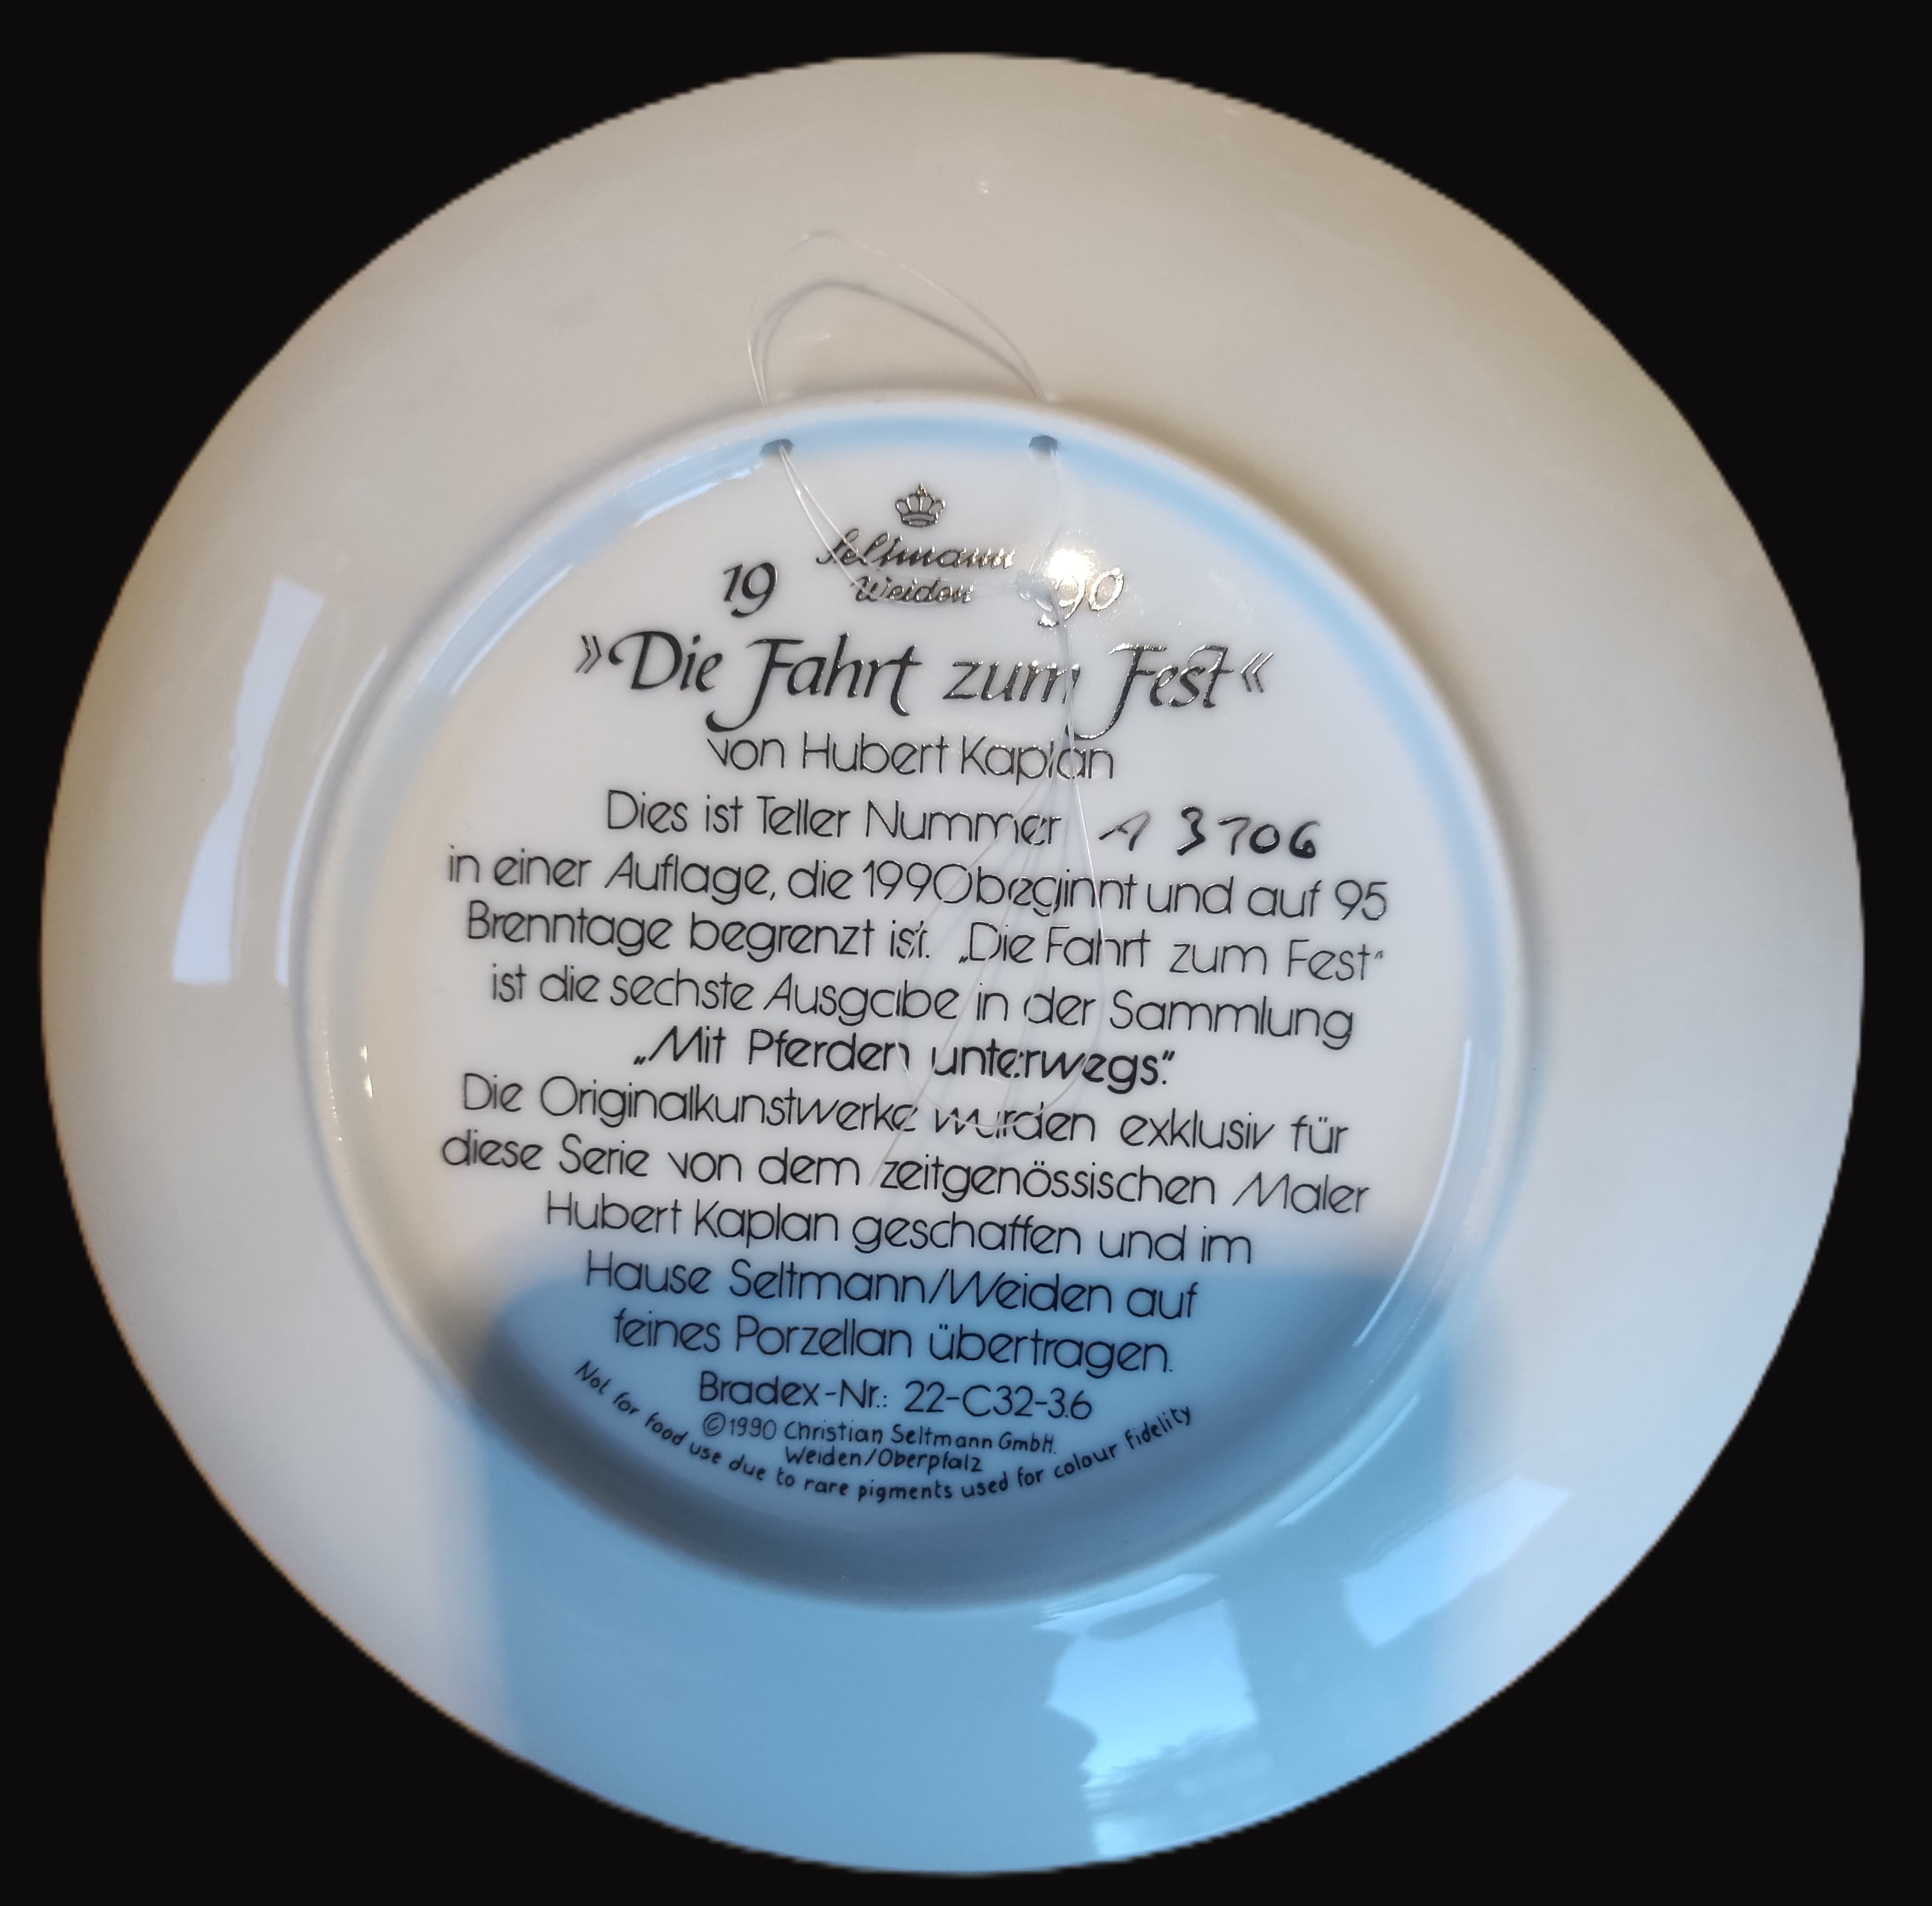 Seltmann
19 Weiden 90
»Die Fahrt zum Fest«
von Hubert Kaplan
Dies ist Teller Nummer A 3706
in einer Auflage, die 1990 beginnt und auf 95
Brenntage begrenzt ist. „Die Fahrt zum Fest“
ist die sechste Ausgabe in der Sammlung
„Mit Pferden unterwegs“.
Die Originalkunstwerke wurden exklusiv für
diese Serie von dem zeitgenössischen Maler
Hubert Kaplan geschaffen und im
Hause Seltmann/Weiden auf
feines Porzellan übertragen.
Bradex-Nr.: 22-C32-3.6
©1990 Christian Seltmann GmbH.
Weiden/Oberpfalz
Not for food use due to rare pigments used for colour fidelity